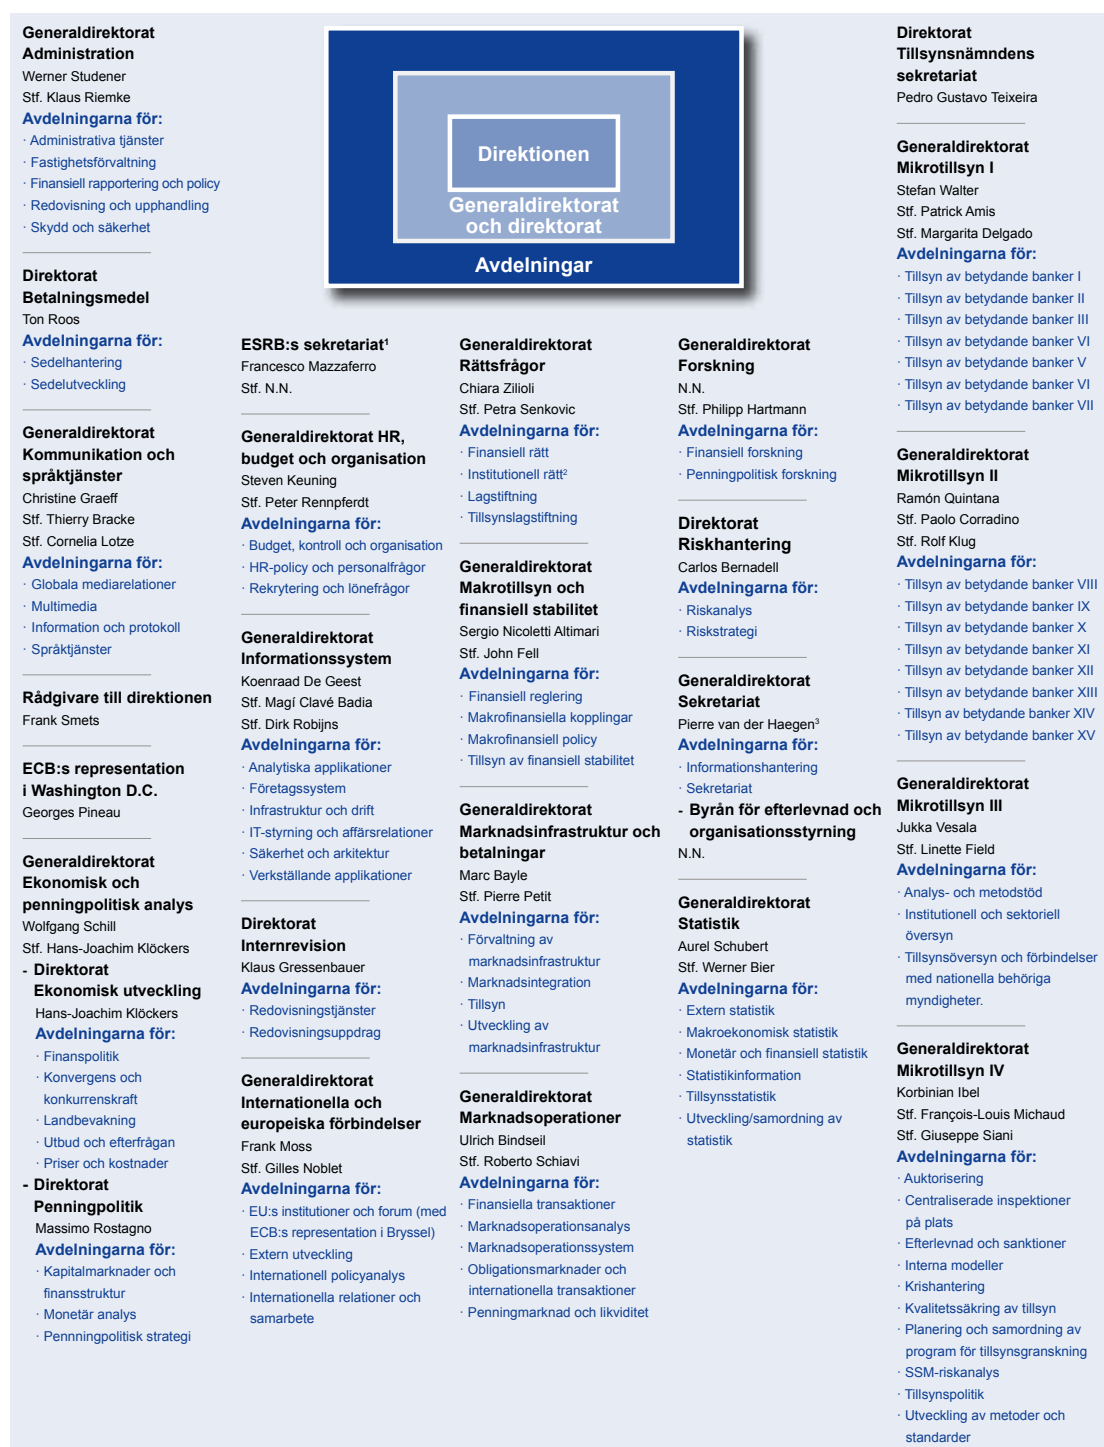 Generaldirektorat
Administration
Werner Studener
Stf. Klaus Riemke
Avdelningarna för:
· Administrativa tjänster
· Fastighetsförvaltning
· Finansiell rapportering och policy
· Redovisning och upphandling
· Skydd och säkerhet
Direktorat
Betalningsmedel
Ton Roos
Avdelningarna för:
· Sedelhantering
· Sedelutveckling
Generaldirektorat
Kommunikation och
språktjänster
Christine Graeff
Stf. Thierry Bracke
Stf. Cornelia Lotze
Avdelningarna för:
· Globala mediarelationer
· Multimedia
· Information och protokoll
· Språktjänster
Rådgivare till direktionen
Frank Smets
ECB:s representation
i Washington D.C.
Georges Pineau
Generaldirektorat
Ekonomisk och
penningpolitisk analys
Wolfgang Schill
Stf. Hans-Joachim Klöckers
- Direktorat
Ekonomisk utveckling
Hans-Joachim Klöckers
Avdelningarna för:
· Finanspolitik
· Konvergens och
konkurrenskraft
· Landbevakning
· Utbud och efterfrågan
· Priser och kostnader
- Direktorat
Penningpolitik
Massimo Rostagno
Avdelningarna för:
· Kapitalmarknader och
finansstruktur
· Monetär analys
· Pennningpolitisk strategi
Direktionen
Generaldirektorat
och direktorat
Avdelningar
ESRB:s sekretariat¹
Francesco Mazzaferro
Stf. N.N.
Generaldirektorat HR,
budget och organisation
Steven Keuning
Stf. Peter Rennpferdt
Avdelningarna för:
· Budget, kontroll och organisation
· HR-policy och personalfrågor
· Rekrytering och lönefrågor
Generaldirektorat
Informationssystem
Koenraad De Geest
Stf. Magí Clavé Badia
Stf. Dirk Robijns
Avdelningarna för:
· Analytiska applikationer
· Företagssystem
· Infrastruktur och drift
· IT-styrning och affärsrelationer
· Säkerhet och arkitektur
· Verkställande applikationer
Direktorat
Internrevision
Klaus Gressenbauer
Avdelningarna för:
· Redovisningstjänster
· Redovisningsuppdrag
Generaldirektorat
Internationella och
europeiska förbindelser
Frank Moss
Stf. Gilles Noblet
Avdelningarna för:
· EU:s institutioner och forum (med
ECB:s representation i Bryssel)
· Extern utveckling
· Internationell policyanalys
· Internationella relationer och
samarbete
Generaldirektorat
Rättsfrågor
Chiara Zilioli
Stf. Petra Senkovic
Avdelningarna för:
· Finansiell rätt
· Institutionell rätt²
· Lagstiftning
· Tillsynslagstiftning
Generaldirektorat
Makrotillsyn och
finansiell stabilitet
Sergio Nicoletti Altimari
Stf. John Fell
Avdelningarna för:
· Finansiell reglering
· Makrofinansiella kopplingar
· Makrofinansiell policy
· Tillsyn av finansiell stabilitet
Generaldirektorat
Marknadsinfrastruktur och
betalningar
Marc Bayle
Stf. Pierre Petit
Avdelningarna för:
· Förvaltning av
marknadsinfrastruktur
· Marknadsintegration
· Tillsyn
· Utveckling av
marknadsinfrastruktur
Generaldirektorat
Marknadsoperationer
Ulrich Bindseil
Stf. Roberto Schiavi
Avdelningarna för:
· Finansiella transaktioner
· Marknadsoperationsanalys
· Marknadsoperationssystem
· Obligationsmarknader och
internationella transaktioner
· Penningmarknad och likviditet
Generaldirektorat
Forskning
N.N.
Stf. Philipp Hartmann
Avdelningarna för:
· Finansiell forskning
· Penningpolitisk forskning
Direktorat
Riskhantering
Carlos Bernadell
Avdelningarna för:
· Riskanalys
· Riskstrategi
Generaldirektorat
Sekretariat
Pierre van der Haegen³
Avdelningarna för:
· Informationshantering
· Sekretariat
- Byrån för efterlevnad och
organisationsstyrning
N.N.
Generaldirektorat
Statistik
Aurel Schubert
Stf. Werner Bier
Avdelningarna för:
· Extern statistik
· Makroekonomisk statistik
· Monetär och finansiell statistik
· Statistikinformation
· Tillsynsstatistik
· Utveckling/samordning av
statistik
Direktorat
Tillsynsnämndens
sekretariat
Pedro Gustavo Teixeira
Generaldirektorat
Mikrotillsyn I
Stefan Walter
Stf. Patrick Amis
Stf. Margarita Delgado
Avdelningarna för:
· Tillsyn av betydande banker I
· Tillsyn av betydande banker II
· Tillsyn av betydande banker III
· Tillsyn av betydande banker VI
· Tillsyn av betydande banker V
· Tillsyn av betydande banker VI
· Tillsyn av betydande banker VII
Generaldirektorat
Mikrotillsyn II
Ramón Quintana
Stf. Paolo Corradino
Stf. Rolf Klug
Avdelningarna för:
· Tillsyn av betydande banker VIII
· Tillsyn av betydande banker IX
· Tillsyn av betydande banker X
· Tillsyn av betydande banker XI
· Tillsyn av betydande banker XII
· Tillsyn av betydande banker XIII
· Tillsyn av betydande banker XIV
· Tillsyn av betydande banker XV
Generaldirektorat
Mikrotillsyn III
Jukka Vesala
Stf. Linette Field
Avdelningarna för:
· Analys- och metodstöd
· Institutionell och sektoriell
översyn
· Tillsynsöversyn och förbindelser
med nationella behöriga
myndigheter.
Generaldirektorat
Mikrotillsyn IV
Korbinian Ibel
Stf. François-Louis Michaud
Stf. Giuseppe Siani
Avdelningarna för:
· Auktorisering
· Centraliserade inspektioner
på plats
· Efterlevnad och sanktioner
· Interna modeller
· Krishantering
· Kvalitetssäkring av tillsyn
· Planering och samordning av
program för tillsynsgranskning
· SSM-riskanalys
· Tillsynspolitik
· Utveckling av metoder och
standarder